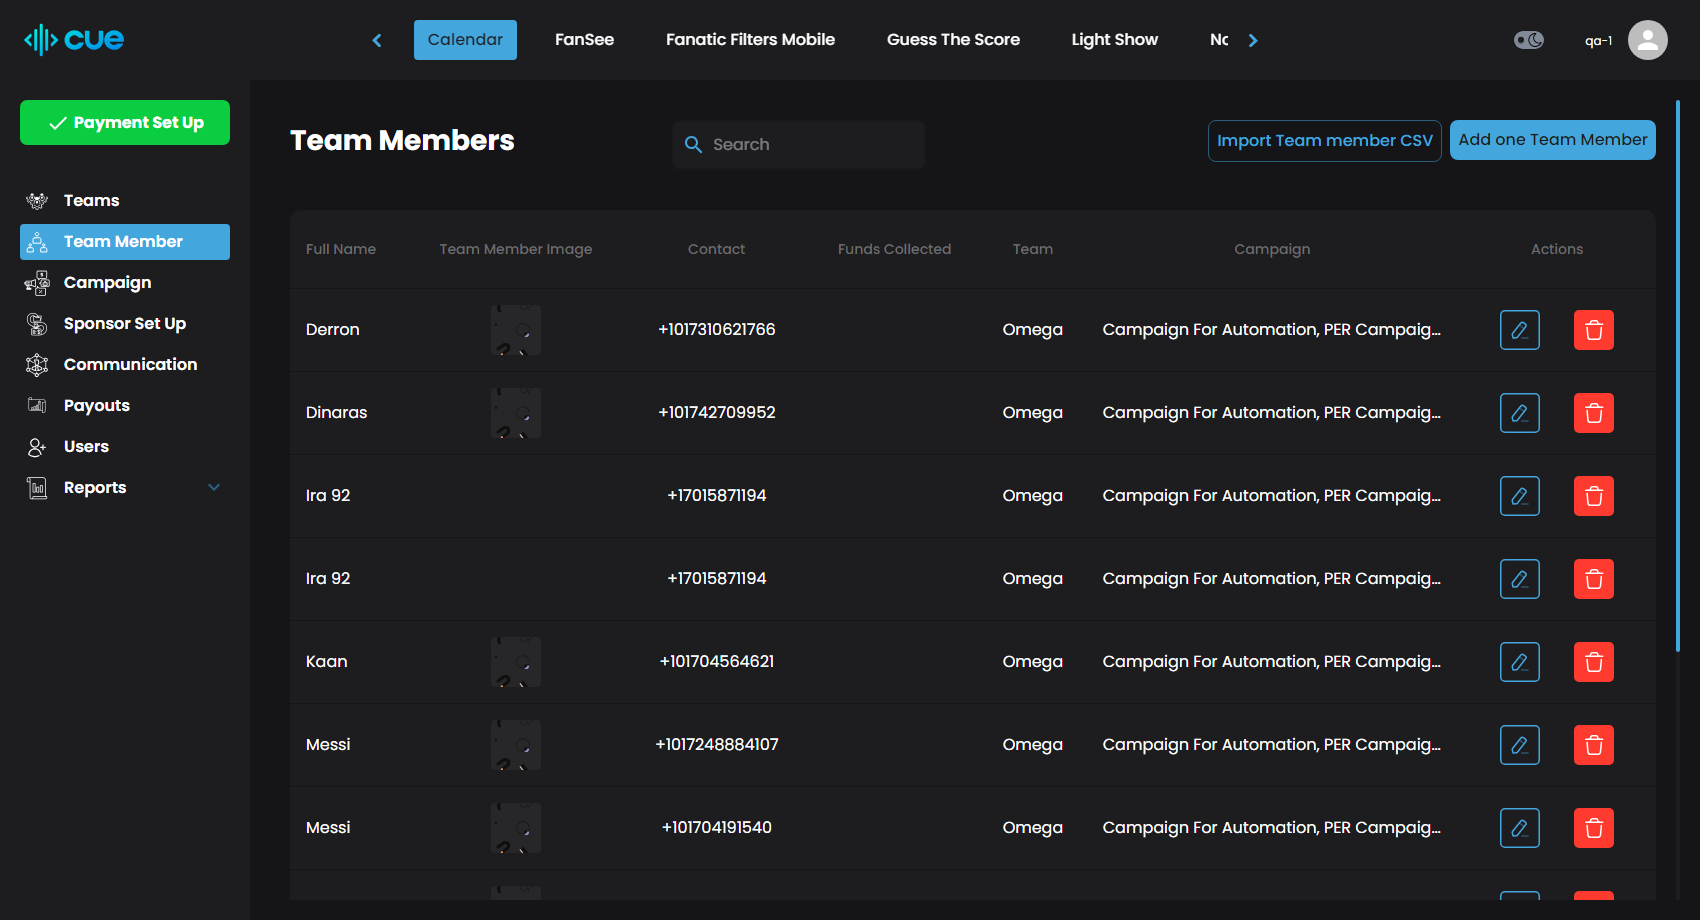 cue
Calendar
FanSee
Fanatic Filters Mobile
Guess The Score
Light Show
qa-1
Payment Set Up
Teams
Team Member
Campaign
Sponsor Set Up
Communication
Payouts
Users
Reports
Team Members
Search
Import Team member CSV
Add one Team Member
Full Name Team Member Image Contact Funds Collected Team Campaign Actions
Derron +1017310621766 Omega Campaign For Automation, PER Campaig...
Dinaras +101742709952 Omega Campaign For Automation, PER Campaig...
Ira 92 +17015871194 Omega Campaign For Automation, PER Campaig...
Ira 92 +17015871194 Omega Campaign For Automation, PER Campaig...
Kaan +101704564621 Omega Campaign For Automation, PER Campaig...
Messi +1017248884107 Omega Campaign For Automation, PER Campaig...
Messi +101704191540 Omega Campaign For Automation, PER Campaig...